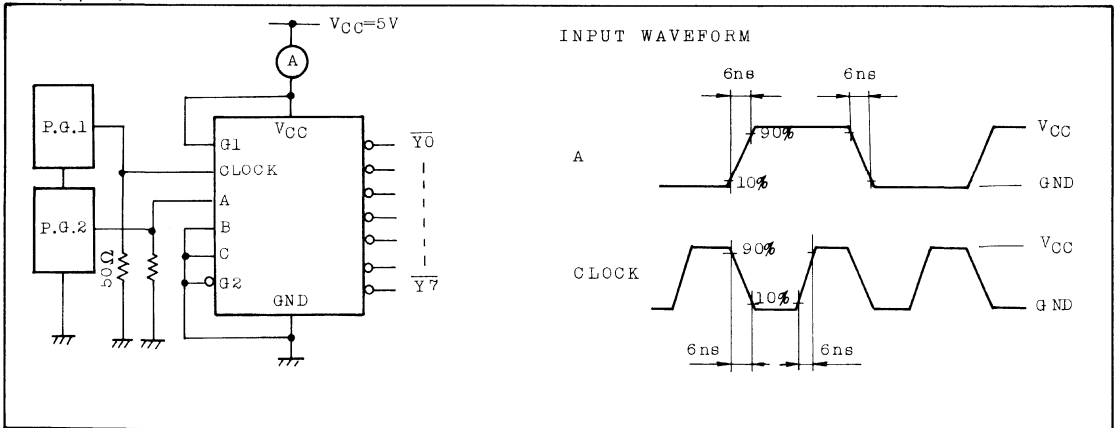 VCC=5V
A
P.G.1
P.G.2
50Ω
VCC
G1
CLOCK
A
B
C
G2
GND
Y0
Y7
INPUT WAVEFORM
6ns
6ns
A
90%
10%
VCC
GND
CLOCK
90%
10%
VCC
GND
6ns
6ns